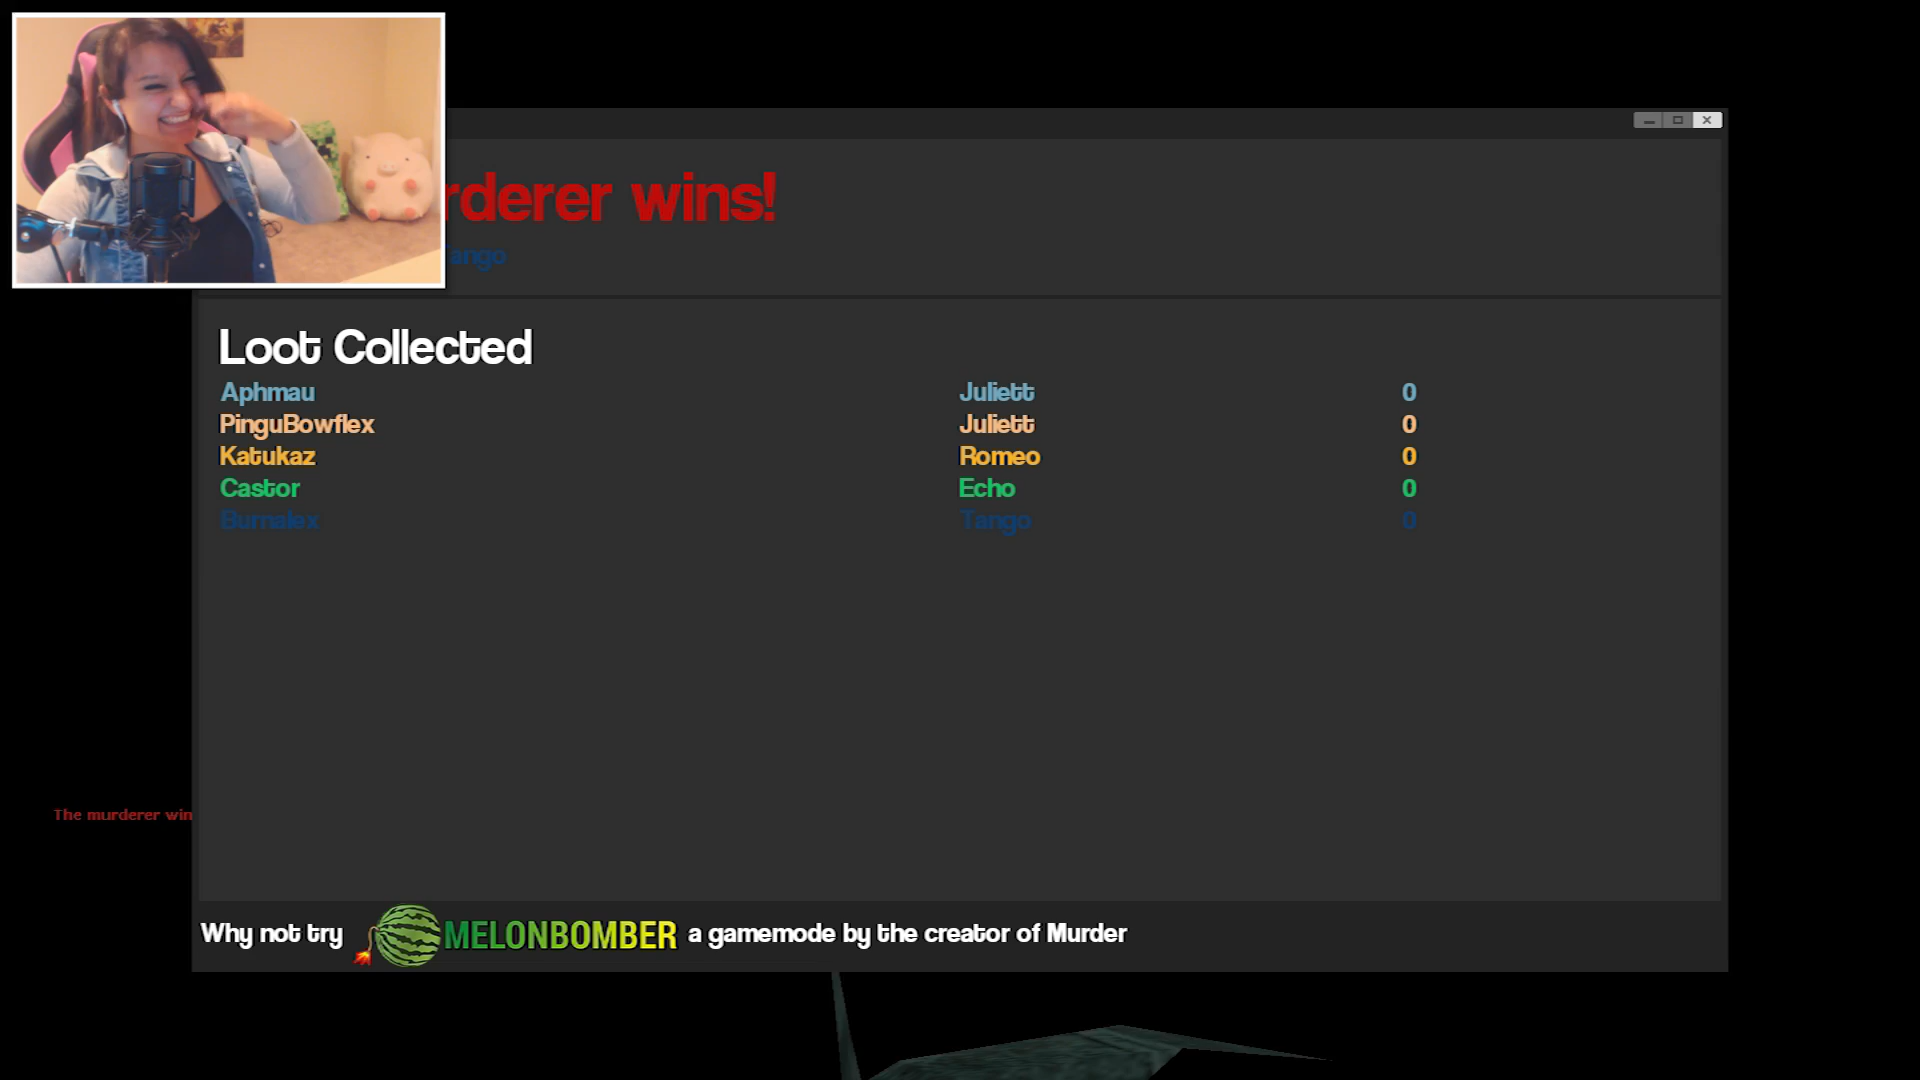 rderer wins!
ango
Loot Collected
Aphmau Juliett 0
PinguBowflex Juliett 0
Katukaz Romeo 0
Castor Echo 0
Burnalex Tango 0
The murderer win
Why not try MELONBOMBER a gamemode by the creator of Murder